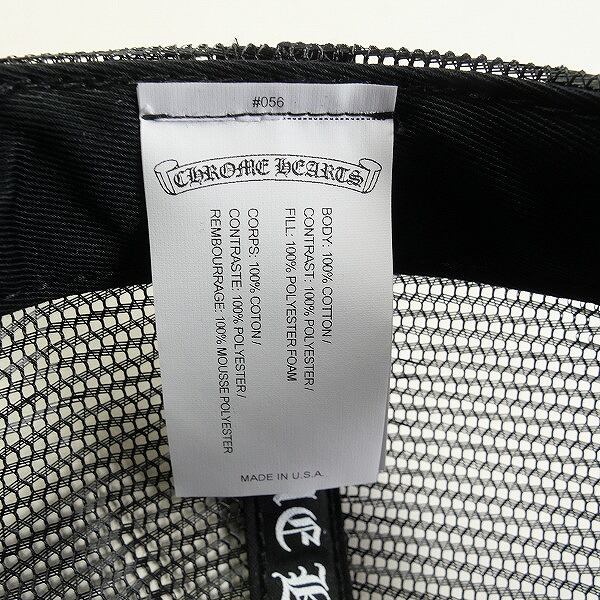 #056
CHROME HEARTS
BODY: 100% COTTON /
CONTRAST: 100% POLYESTER /
FILL: 100% POLYESTER FOAM
CORPS: 100% COTON /
CONTRASTE: 100% POLYESTER /
REMBOURRAGE: 100% MOUSSE POLYESTER
MADE IN U.S.A.